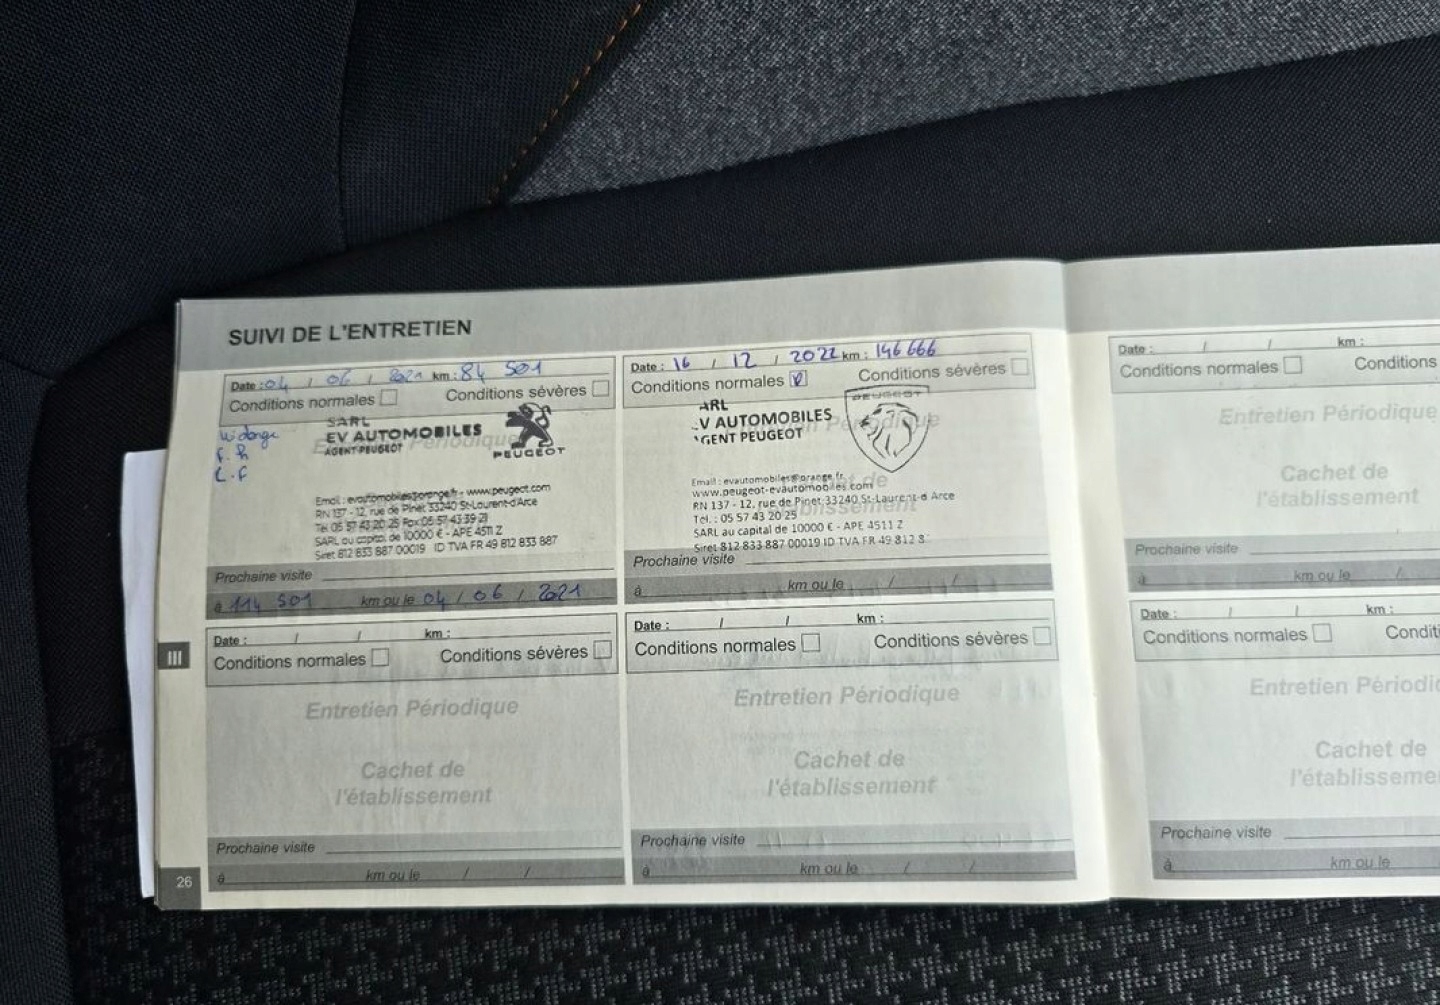 SUIVI DE L'ENTRETIEN
Date : 04 / 06 / 2021 km : 84 501
Conditions normales Conditions sévères
Vidange
F. h
SARL
EV AUTOMOBILES
AGENT PEUGEOT
PEUGEOT
Entretien Périodique
Email : evautomobiles@orange.fr - www.peugeot.com
RN 137 - 12, rue de Pinet 33240 St-Laurent-d'Arce
Tél 05 57 43 20 25 Fax 05 57 43 39 21
SARL au capital de 10000 € - APE 4511 Z
Siret 812 833 887 00019 ID TVA FR 49 812 833 887
Prochaine visite
à 114 501 km ou le 04 / 06 / 2021
Date : 16 / 12 / 2022 km : 146 666
Conditions normales Conditions sévères
ARL
V AUTOMOBILES
GENT PEUGEOT
PEUGEOT
Périodique
Email : evautomobiles@orange.fr
www.peugeot-evautomobiles.com
RN 137 - 12, rue de Pinet 33240 St-Laurent-d Arce
Tél. : 05 57 43 20 25
SARL au capital de 10000 € - APE 4511 Z
Siret 812 833 887 00019 ID TVA FR 49 812 8
Prochaine visite
à km ou le / /
Date : / / km :
Conditions normales
Conditions
Entretien Périodique
Cachet de
l'établissement
Prochaine visite
à km ou le /
III
Date : / / km :
Conditions normales Conditions sévères
Entretien Périodique
Cachet de
l'établissement
Prochaine visite
à km ou le / /
Date : / / km :
Conditions normales Conditions sévères
Entretien Périodique
Cachet de
l'établissement
Prochaine visite
à km ou le / /
Date : / / km :
Conditions normales Conditi
Entretien Périodi
Cachet de
l'établisseme
Prochaine visite
à km ou le
26